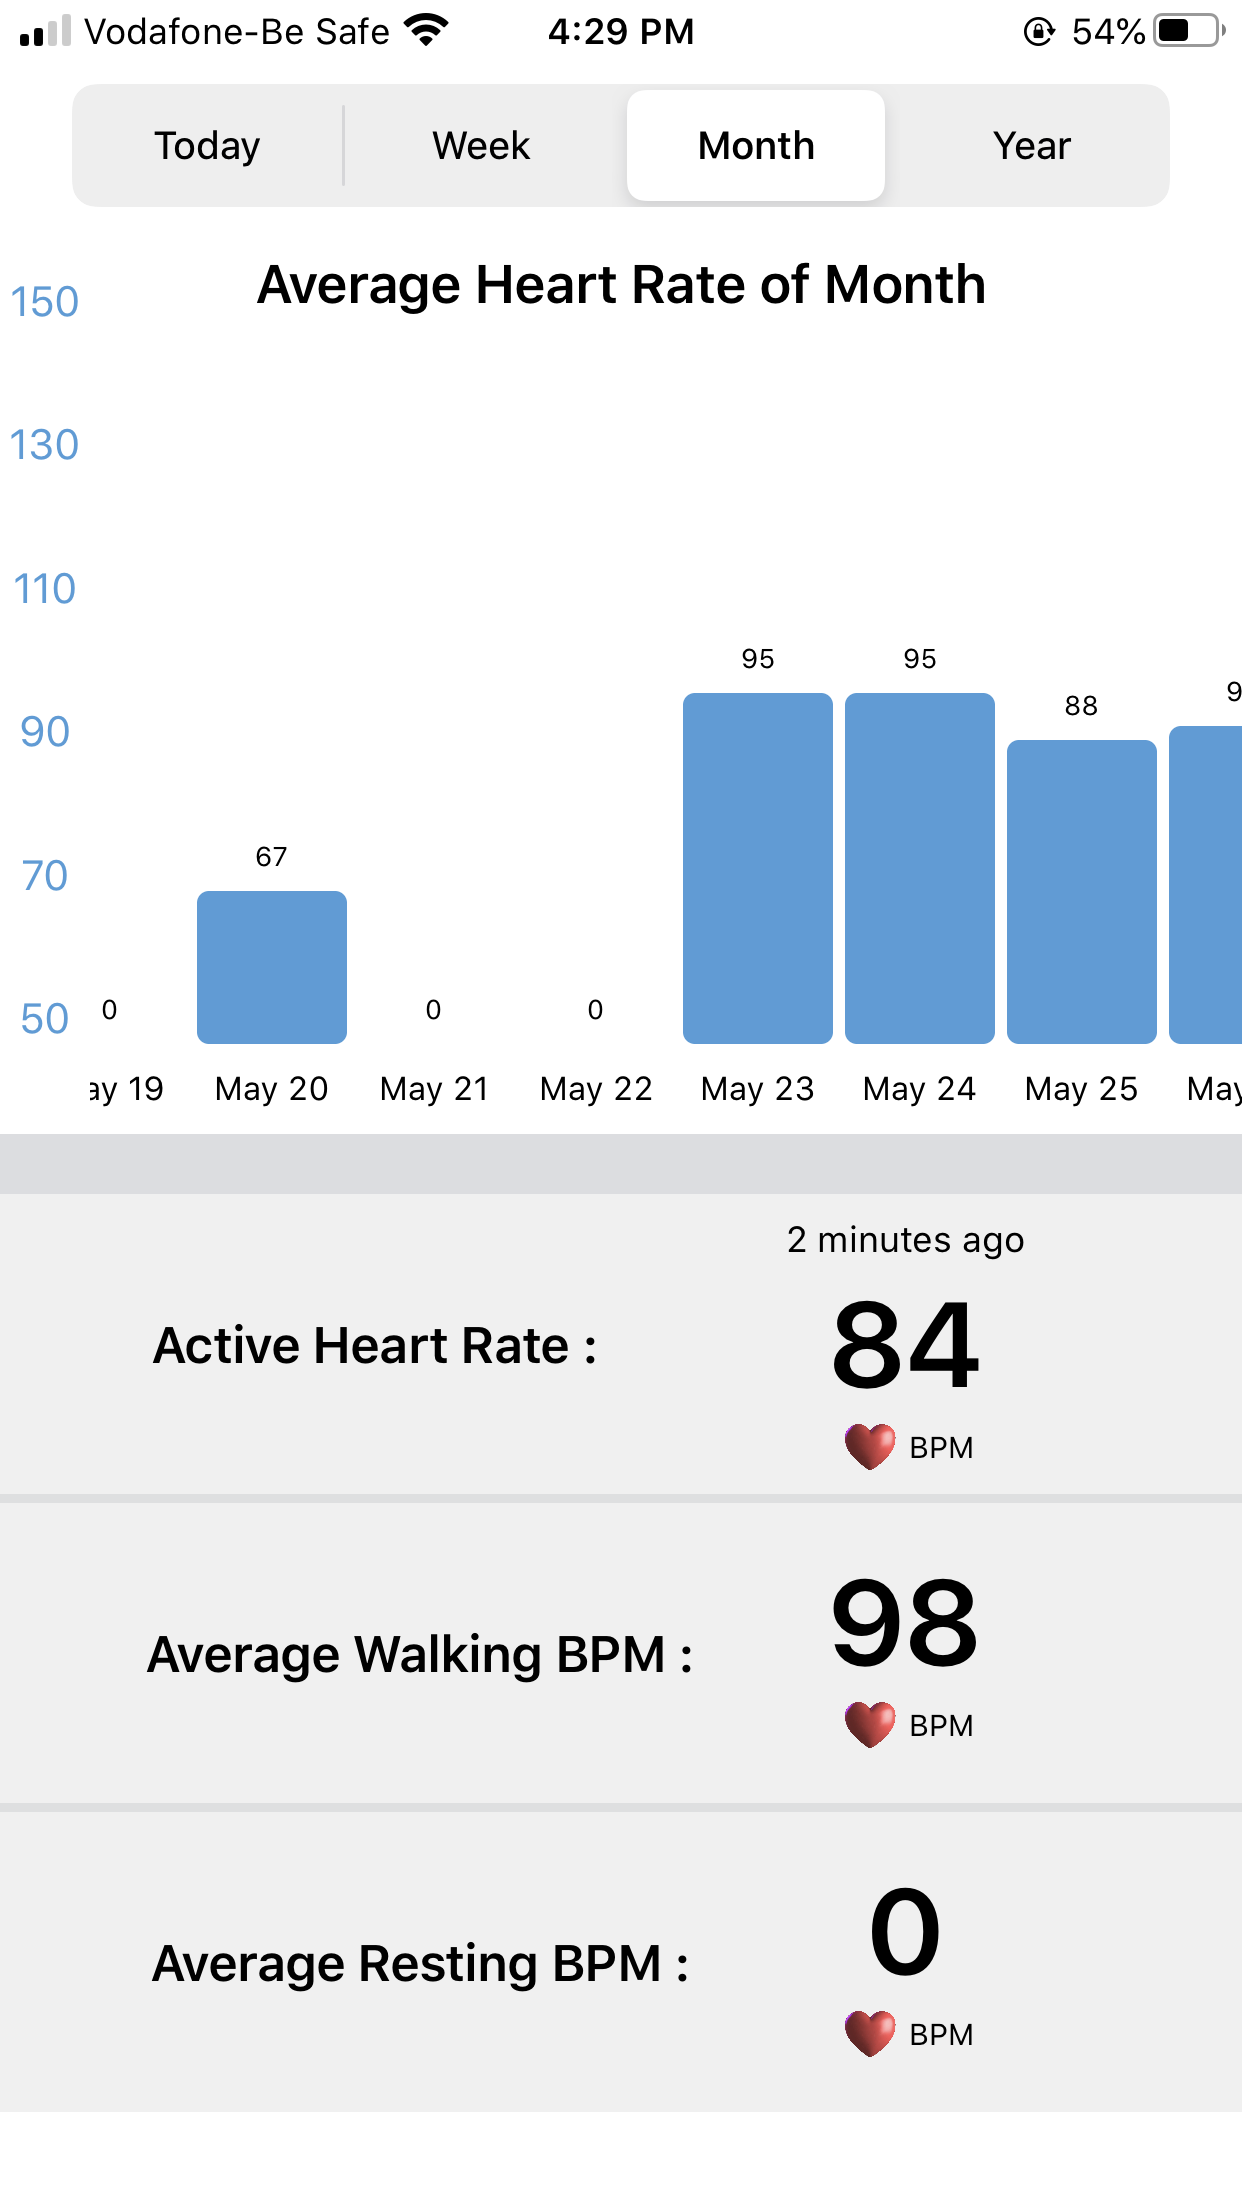 Vodafone-Be Safe 4:29 PM 54%
Today Week Month Year
Average Heart Rate of Month
150
130
110
90
70
50
0 67 0 0 95 95 88 9
ay 19 May 20 May 21 May 22 May 23 May 24 May 25 May
2 minutes ago
Active Heart Rate : 84
BPM
Average Walking BPM : 98
BPM
Average Resting BPM : 0
BPM